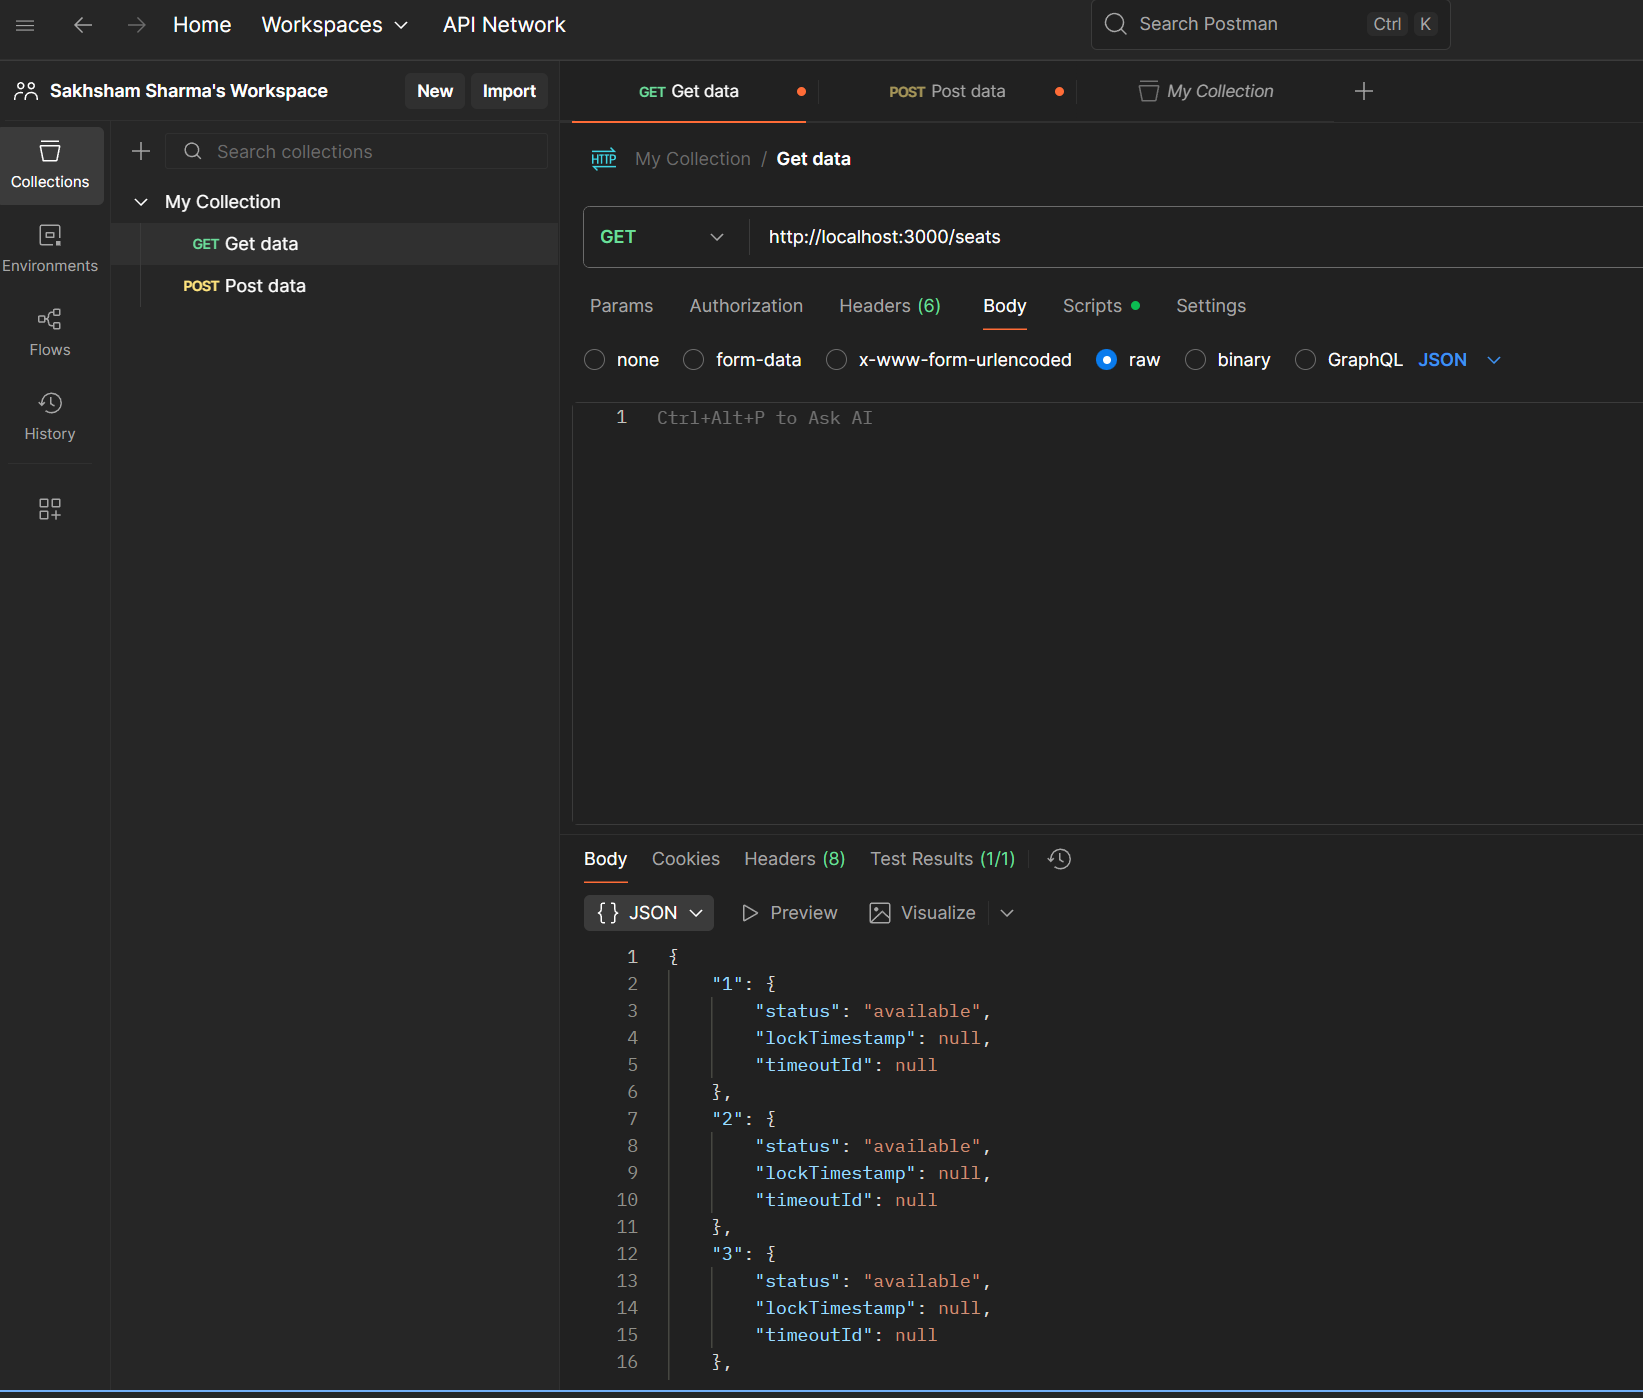 Home Workspaces API Network Search Postman Ctrl K
Sakhsham Sharma's Workspace New Import
GET Get data POST Post data My Collection
Collections
Environments
Flows
History
Search collections
My Collection
GET Get data
POST Post data
HTTP My Collection / Get data
GET http://localhost:3000/seats
Params Authorization Headers (6) Body Scripts Settings
none form-data x-www-form-urlencoded raw binary GraphQL JSON
1 Ctrl+Alt+P to Ask AI
Body Cookies Headers (8) Test Results (1/1)
{} JSON Preview Visualize
1 {
2 "1": {
3 "status": "available",
4 "lockTimestamp": null,
5 "timeoutId": null
6 },
7 "2": {
8 "status": "available",
9 "lockTimestamp": null,
10 "timeoutId": null
11 },
12 "3": {
13 "status": "available",
14 "lockTimestamp": null,
15 "timeoutId": null
16 },